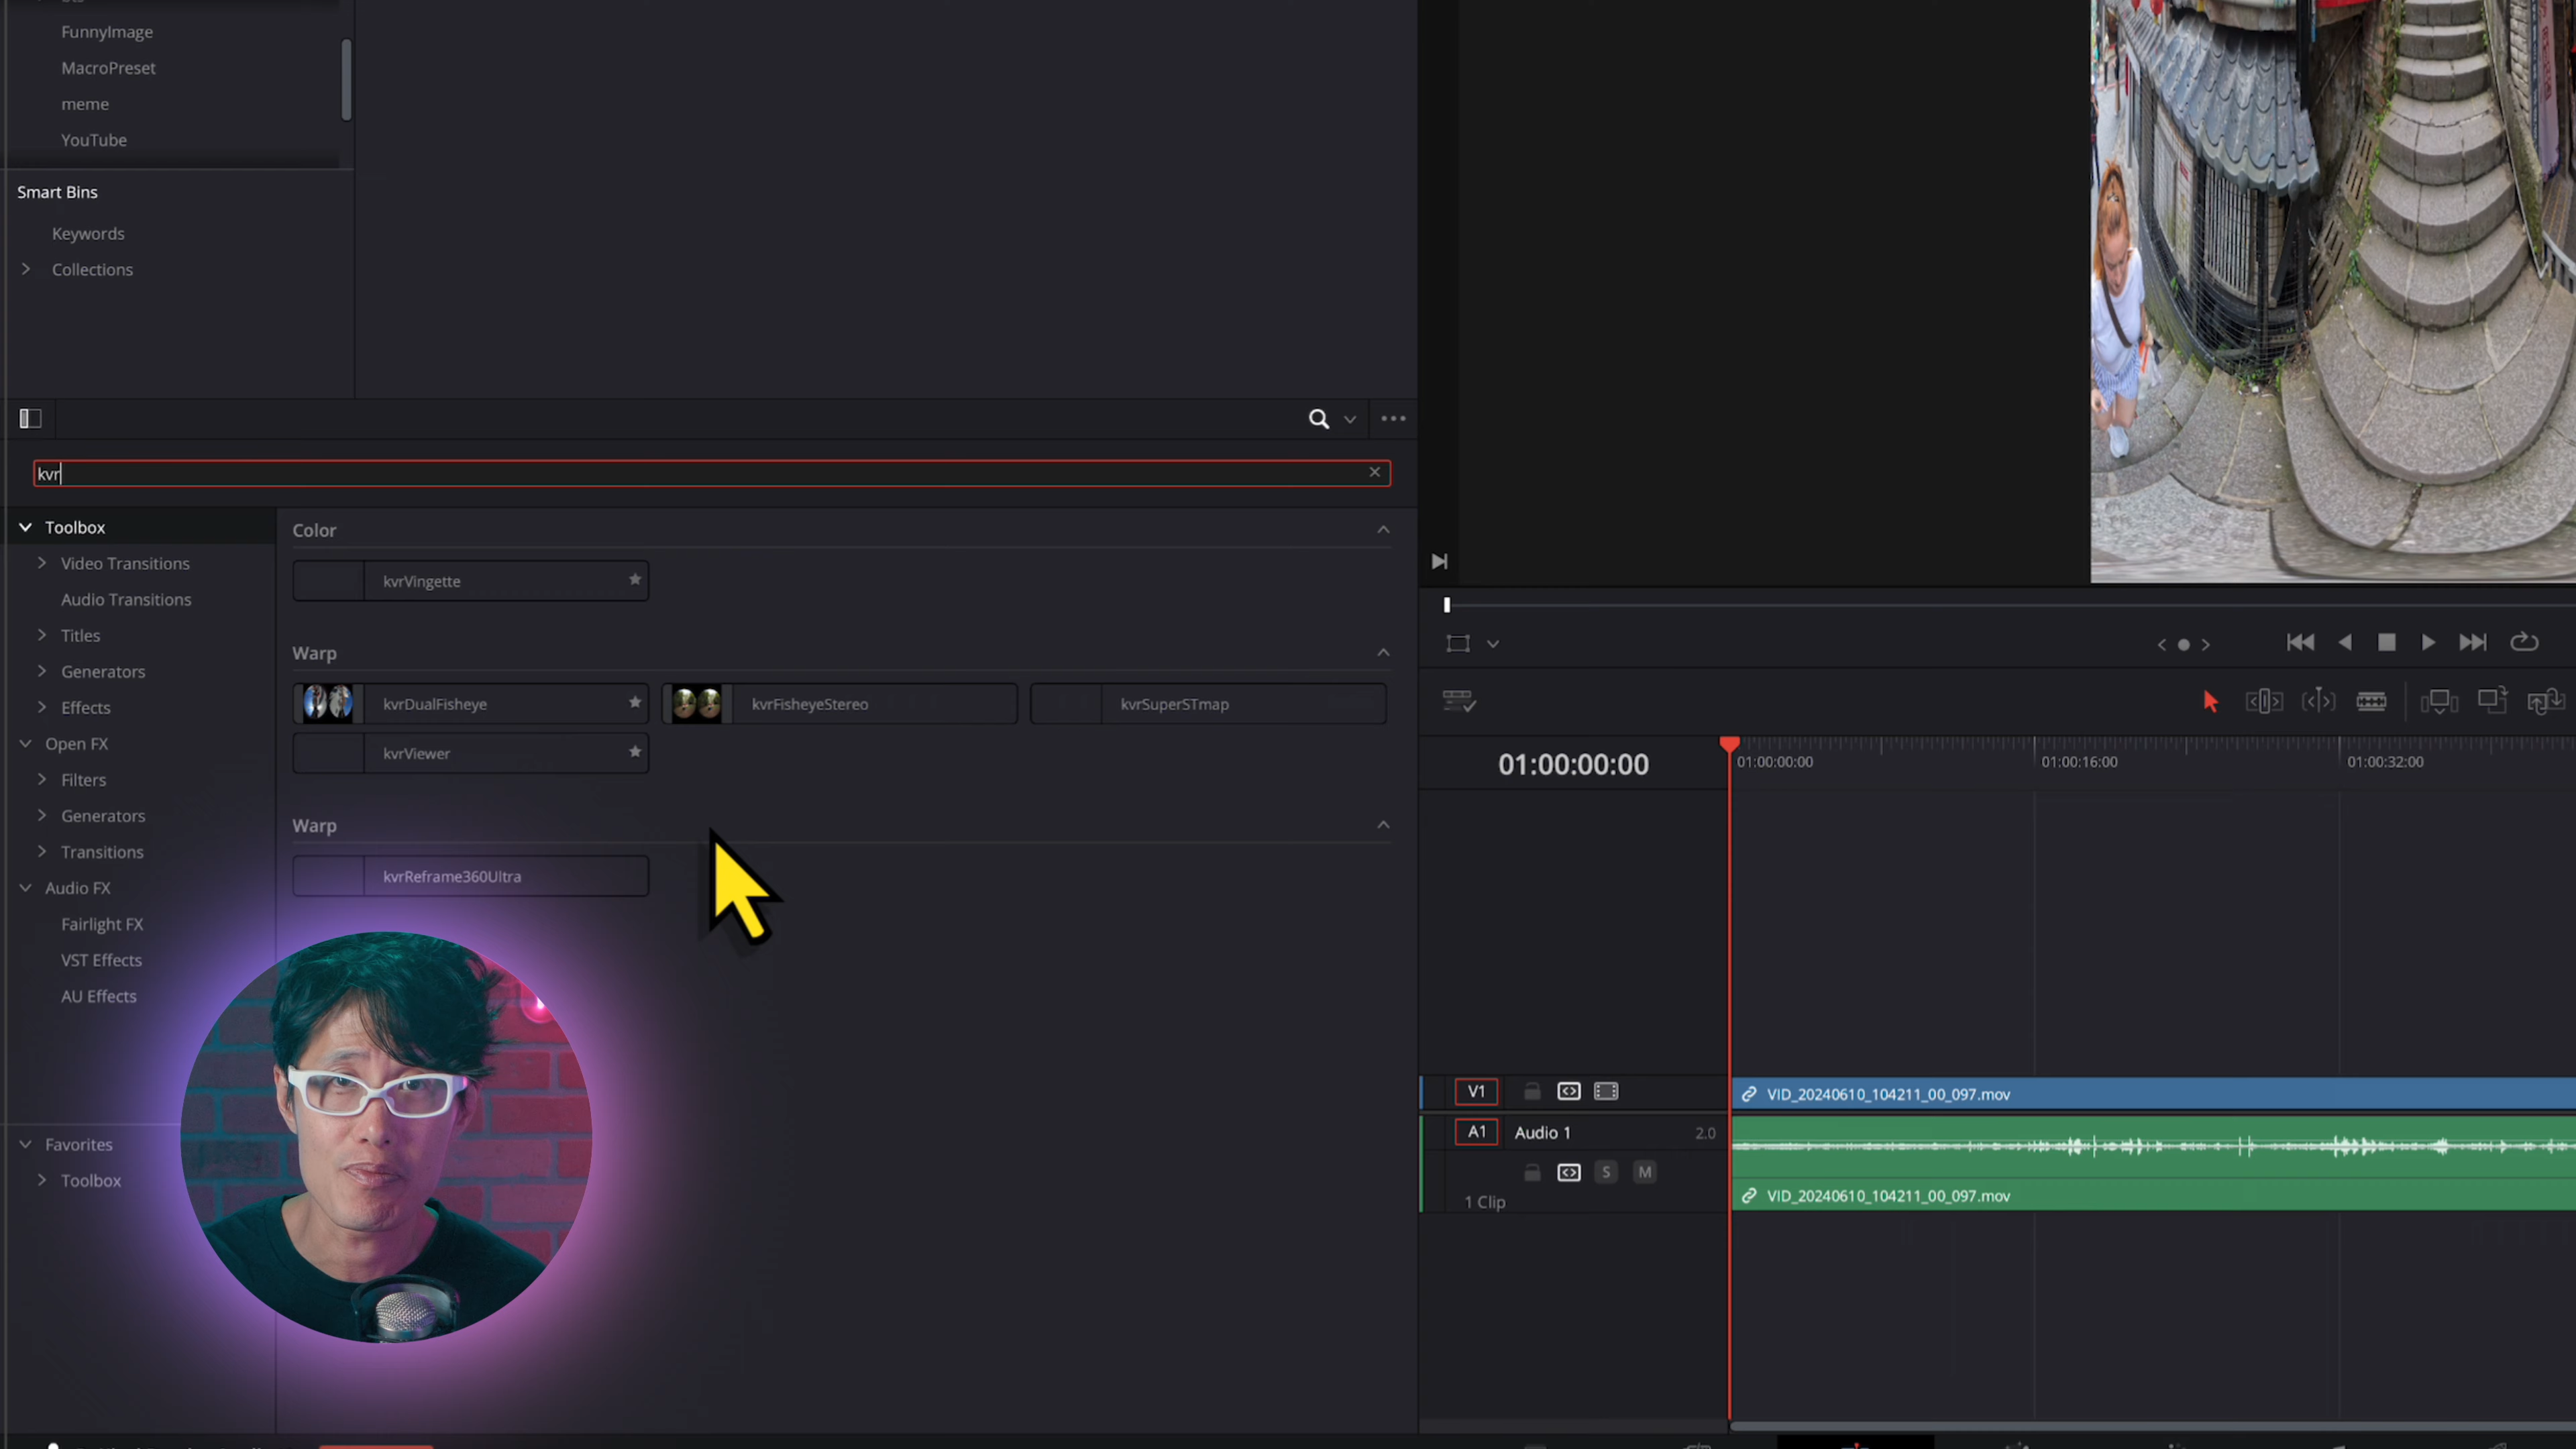 FunnyImage
MacroPreset
meme
YouTube
Smart Bins
Keywords
Collections
kvr
Toolbox
Video Transitions
Audio Transitions
Titles
Generators
Effects
Open FX
Filters
Generators
Transitions
Audio FX
Fairlight FX
VST Effects
AU Effects
Favorites
Toolbox
Color
kvrVingette
Warp
kvrDualFisheye
kvrFisheyeStereo
kvrSuperSTmap
kvrViewer
Warp
kvrReframe360Ultra
01:00:00:00
01:00:00:00
01:00:16:00
01:00:32:00
V1
VID_20240610_104211_00_097.mov
A1
Audio 1
2.0
S
M
1 Clip
VID_20240610_104211_00_097.mov